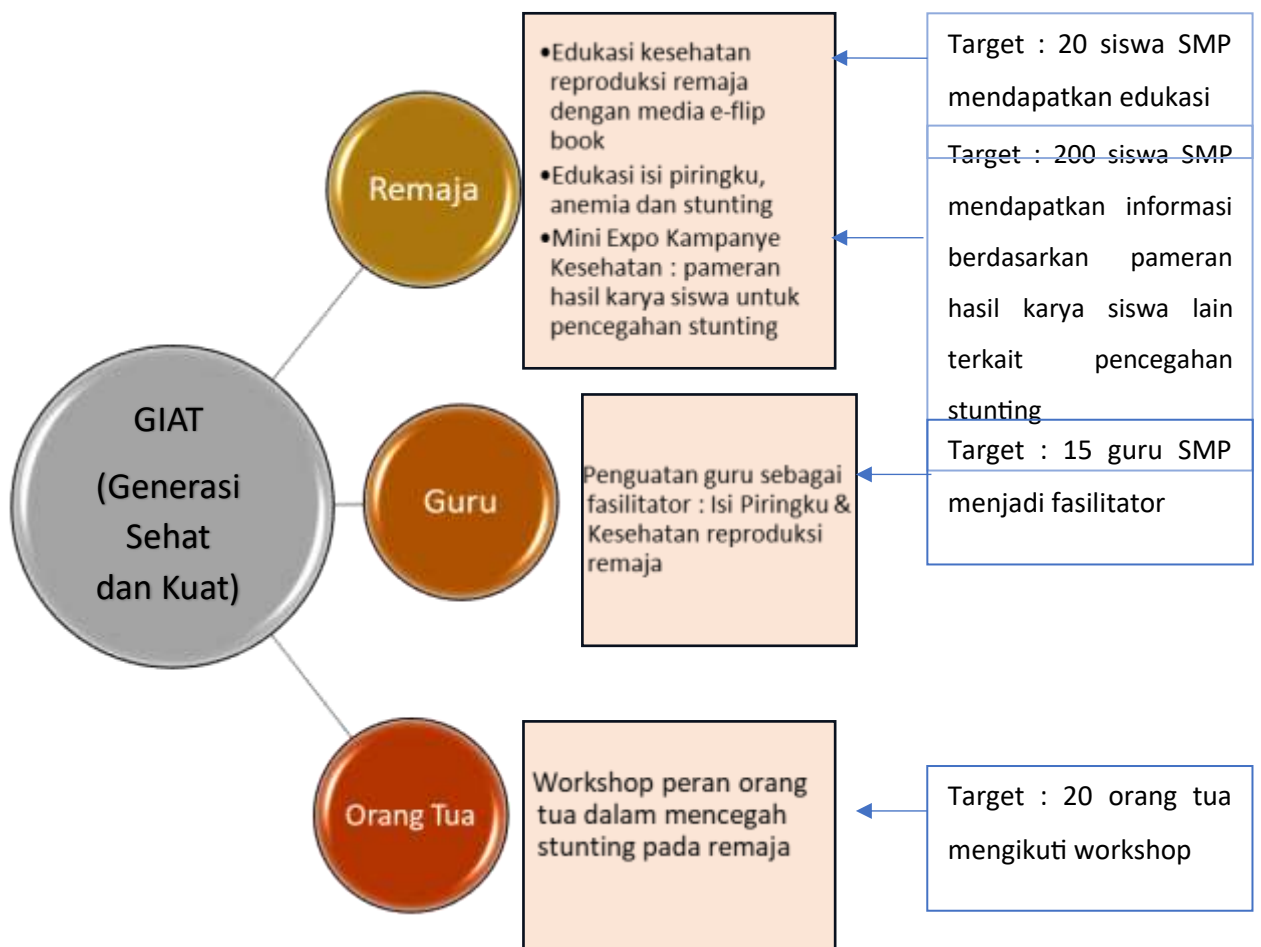 GIAT
(Generasi
Sehat
dan Kuat)
Remaja
•Edukasi kesehatan
reproduksi remaja
dengan media e-flip
book
•Edukasi isi piringku,
anemia dan stunting
•Mini Expo Kampanye
Kesehatan : pameran
hasil karya siswa untuk
pencegahan stunting
Target : 20 siswa SMP
mendapatkan edukasi
Target : 200 siswa SMP
mendapatkan informasi
berdasarkan pameran
hasil karya siswa lain
terkait pencegahan
stunting
Guru
Penguatan guru sebagai
fasilitator : Isi Piringku &
Kesehatan reproduksi
remaja
Target : 15 guru SMP
menjadi fasilitator
Orang Tua
Workshop peran orang
tua dalam mencegah
stunting pada remaja
Target : 20 orang tua
mengikuti workshop